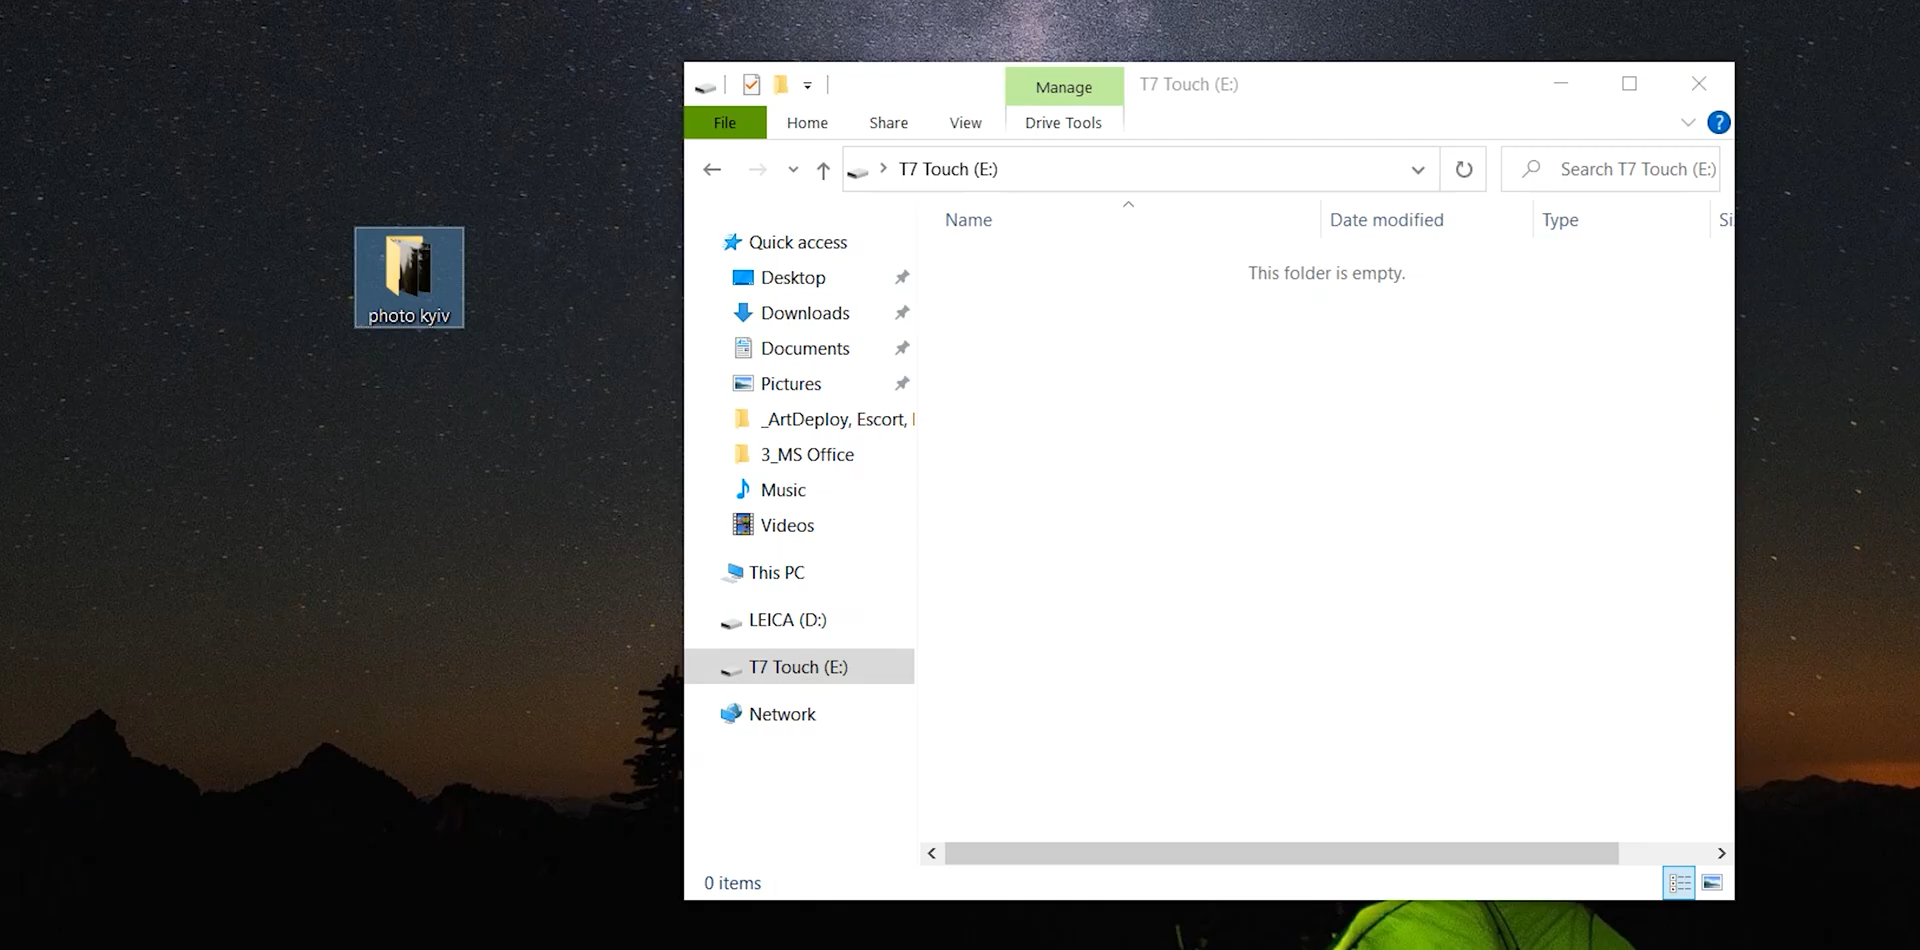 photo kyiv
Manage
T7 Touch (E:)
File
Home
Share
View
Drive Tools
T7 Touch (E:)
Search T7 Touch (E:)
Name
Date modified
Type
Si
This folder is empty.
Quick access
Desktop
Downloads
Documents
Pictures
_ArtDeploy, Escort,
3_MS Office
Music
Videos
This PC
LEICA (D:)
T7 Touch (E:)
Network
0 items